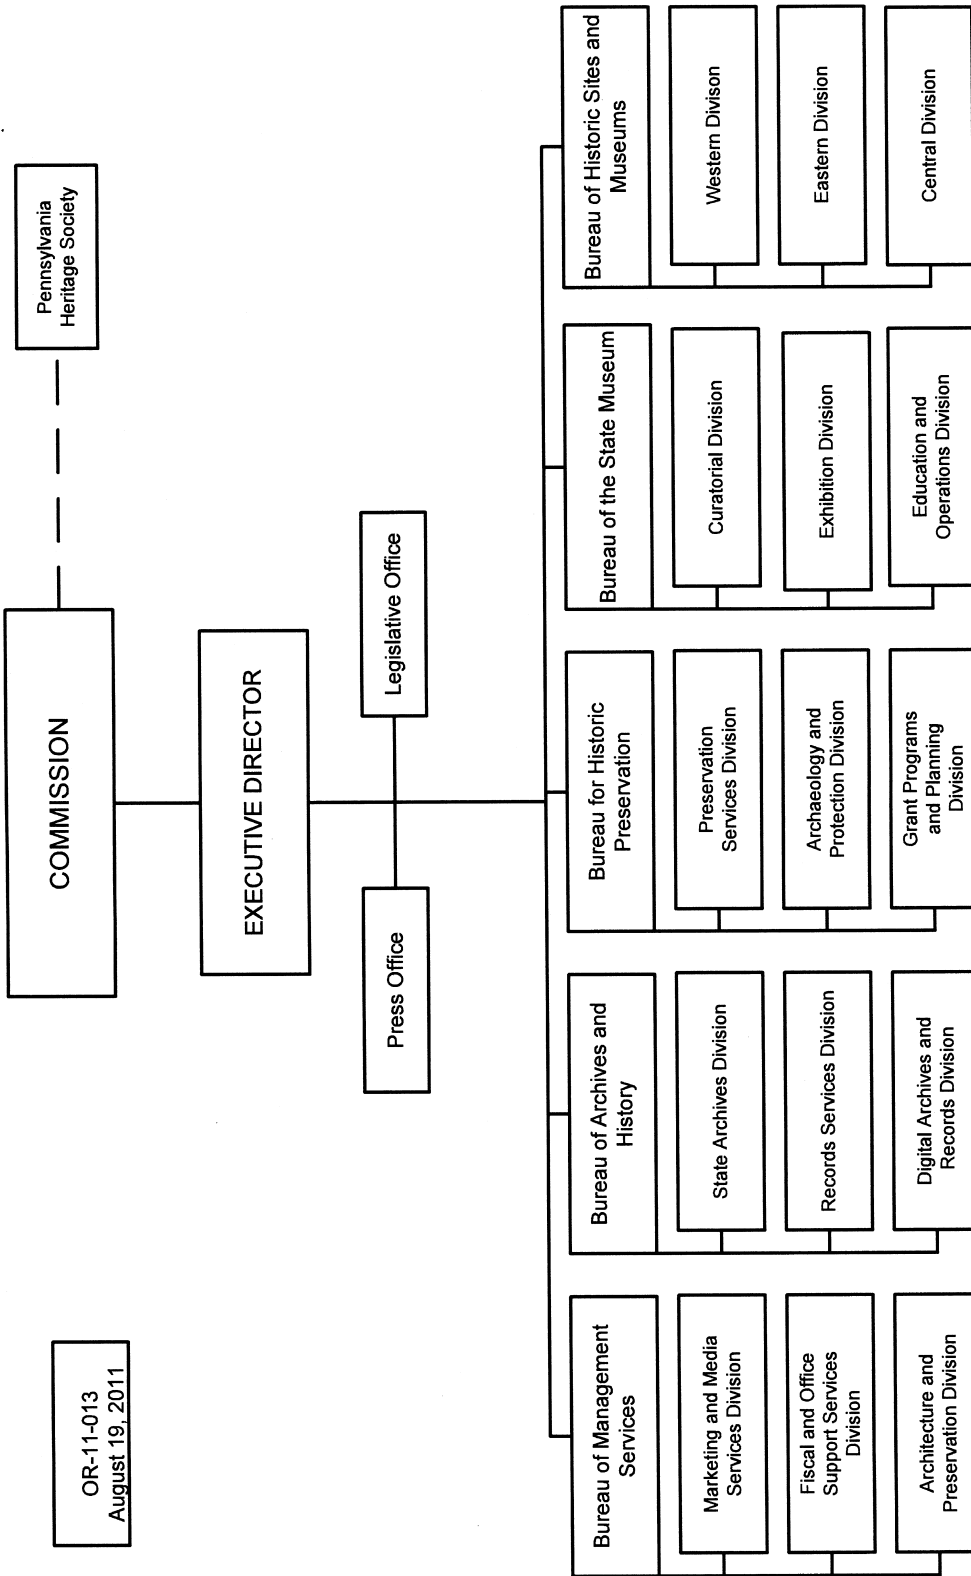 OR-11-013
August 19, 2011
COMMISSION
Pennsylvania
Heritage Society
EXECUTIVE DIRECTOR
Press Office
Legislative Office
Bureau of Management
Services
Marketing and Media
Services Division
Fiscal and Office
Support Services
Division
Architecture and
Preservation Division
Bureau of Archives and
History
State Archives Division
Records Services Division
Digital Archives and
Records Division
Bureau for Historic
Preservation
Preservation
Services Division
Archaeology and
Protection Division
Grant Programs
and Planning
Division
Bureau of the State Museum
Curatorial Division
Exhibition Division
Education and
Operations Division
Bureau of Historic Sites and
Museums
Western Divison
Eastern Division
Central Division